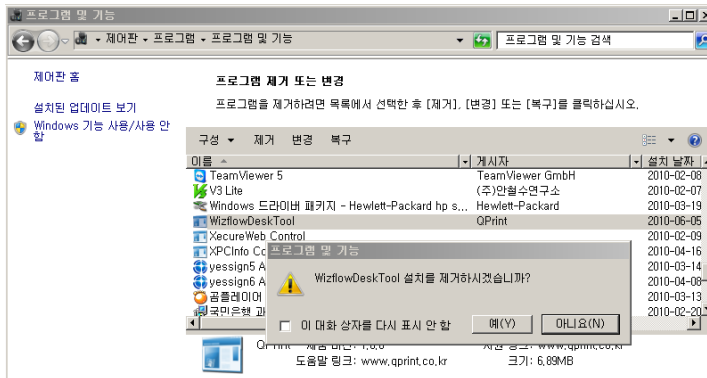 프로그램 및 기능
제어판 프로그램 프로그램 및 기능
프로그램 및 기능 검색
제어판 홈
설치된 업데이트 보기
Windows 기능 사용/사용 안 함
프로그램 제거 또는 변경
프로그램을 제거하려면 목록에서 선택한 후 [제거], [변경] 또는 [복구]를 클릭하십시오.
구성 제거 변경 복구
이름 게시자 설치 날짜
TeamViewer 5 TeamViewer GmbH 2010-02-08
V3 Lite (주)안철수연구소 2010-02-07
Windows 드라이버 패키지 - Hewlett-Packard hp s... Hewlett-Packard 2010-03-19
WizflowDeskTool QPrint 2010-06-05
XecureWeb Control 2010-02-09
XPCInfo 2010-04-16
yessign5 A 2010-03-14
yessign6 A 2010-04-08
곰플레이어 2010-03-13
국민은행 2010-02-20
프로그램 및 기능
WizflowDeskTool 설치를 제거하시겠습니까?
이 대화 상자를 다시 표시 안 함
예(Y) 아니요(N)
도움말 링크: www.qprint.co.kr 크기: 6.89MB